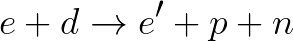 e + d → e′ + p + n